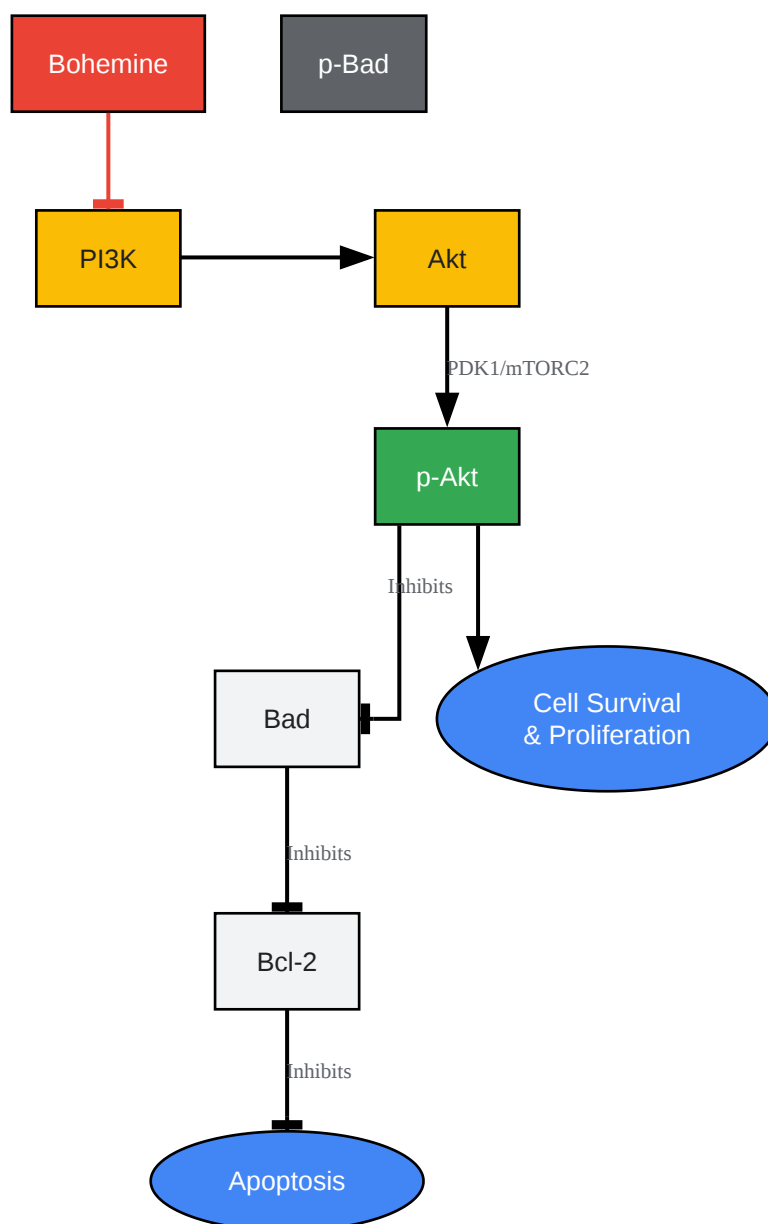 Bohemine
p-Bad
PI3K
Akt
PDK1/mTORC2
p-Akt
Inhibits
Bad
Cell Survival
& Proliferation
Inhibits
Bcl-2
Inhibits
Apoptosis